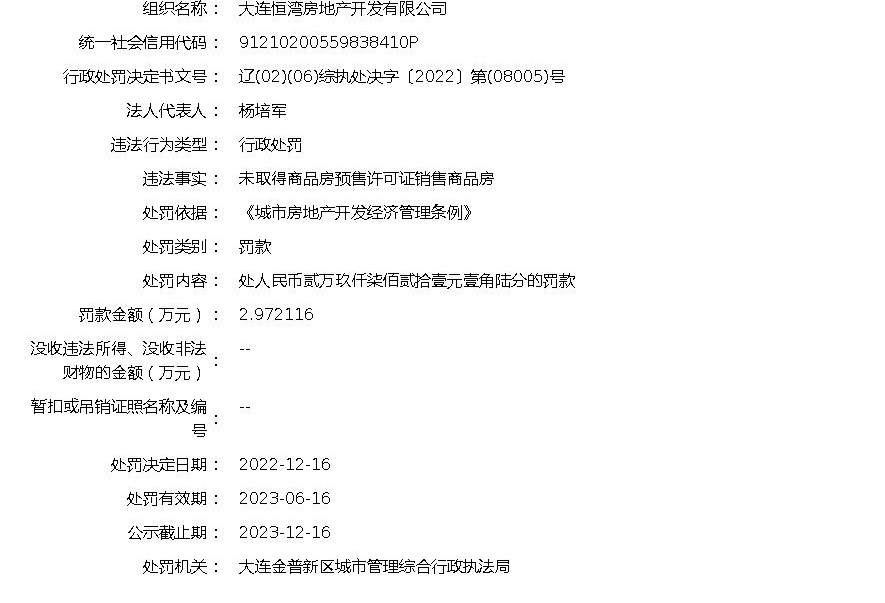 组织名称： 大连恒湾房地产开发有限公司
统一社会信用代码： 91210200559838410P
行政处罚决定书文号： 辽(02)(06)综执处决字〔2022〕第(08005)号
法人代表人： 杨培军
违法行为类型： 行政处罚
违法事实： 未取得商品房预售许可证销售商品房
处罚依据： 《城市房地产开发经济管理条例》
处罚类别： 罚款
处罚内容： 处人民币贰万玖仟柒佰贰拾壹元壹角陆分的罚款
罚款金额（万元）： 2.972116
没收违法所得、没收非法
财物的金额（万元）： --
暂扣或吊销证照名称及编
号： --
处罚决定日期： 2022-12-16
处罚有效期： 2023-06-16
公示截止期： 2023-12-16
处罚机关： 大连金普新区城市管理综合行政执法局